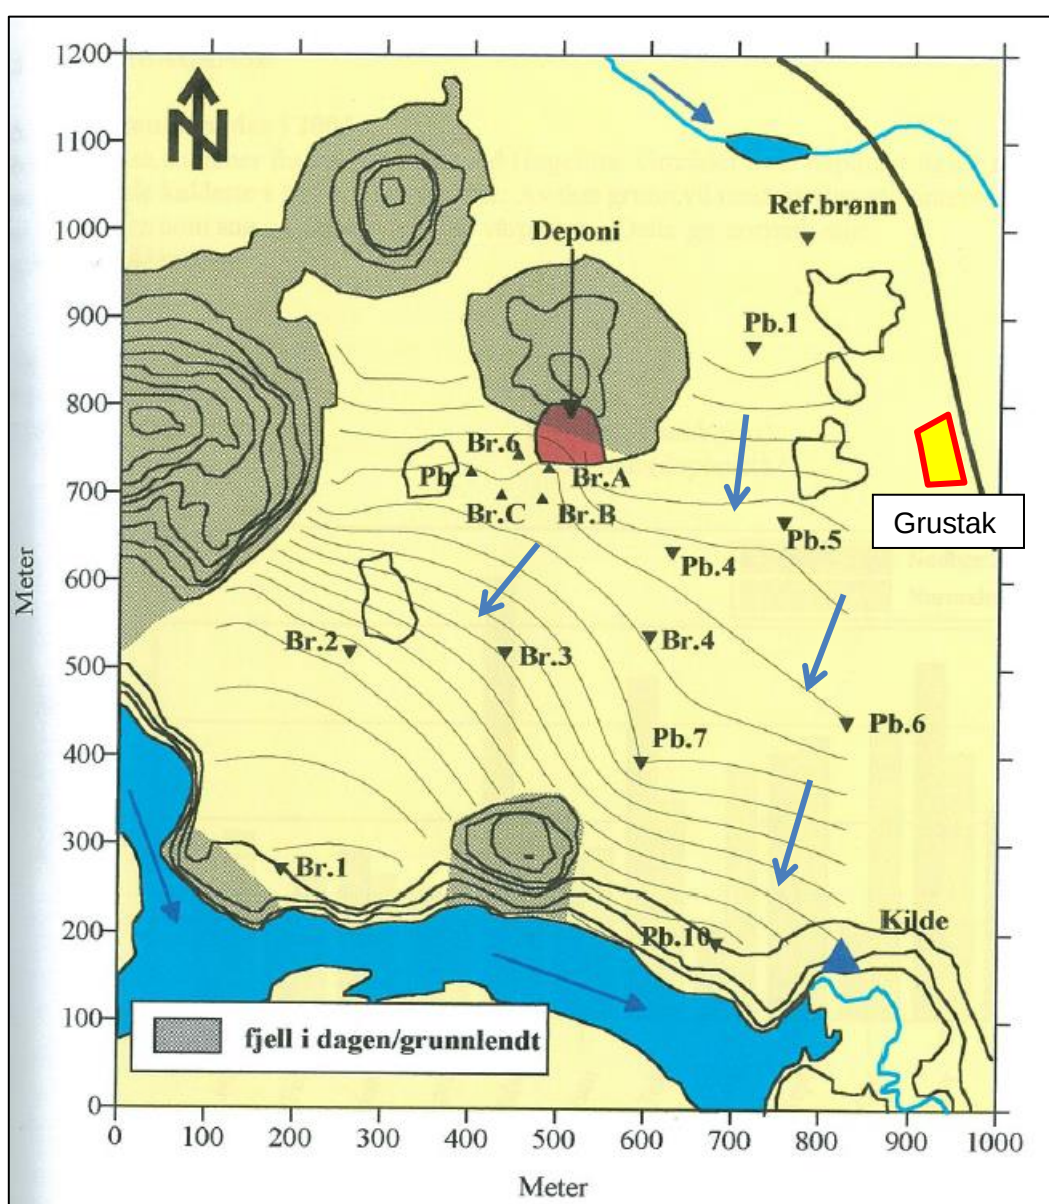 1200
N
1100
Ref.brønn
Deponi
1000
900
Pb.1
800
Br.6
Pb
Br.A
700
Br.C
Br.B
Grustak
Pb.5
Pb.4
600
Meter
Br.2
Br.3
Br.4
500
Pb.6
Pb.7
400
300
Br.1
Kilde
200
Pb.10
100
fjell i dagen/grunnlendt
0
0 100 200 300 400 500 600 700 800 900 1000
Meter